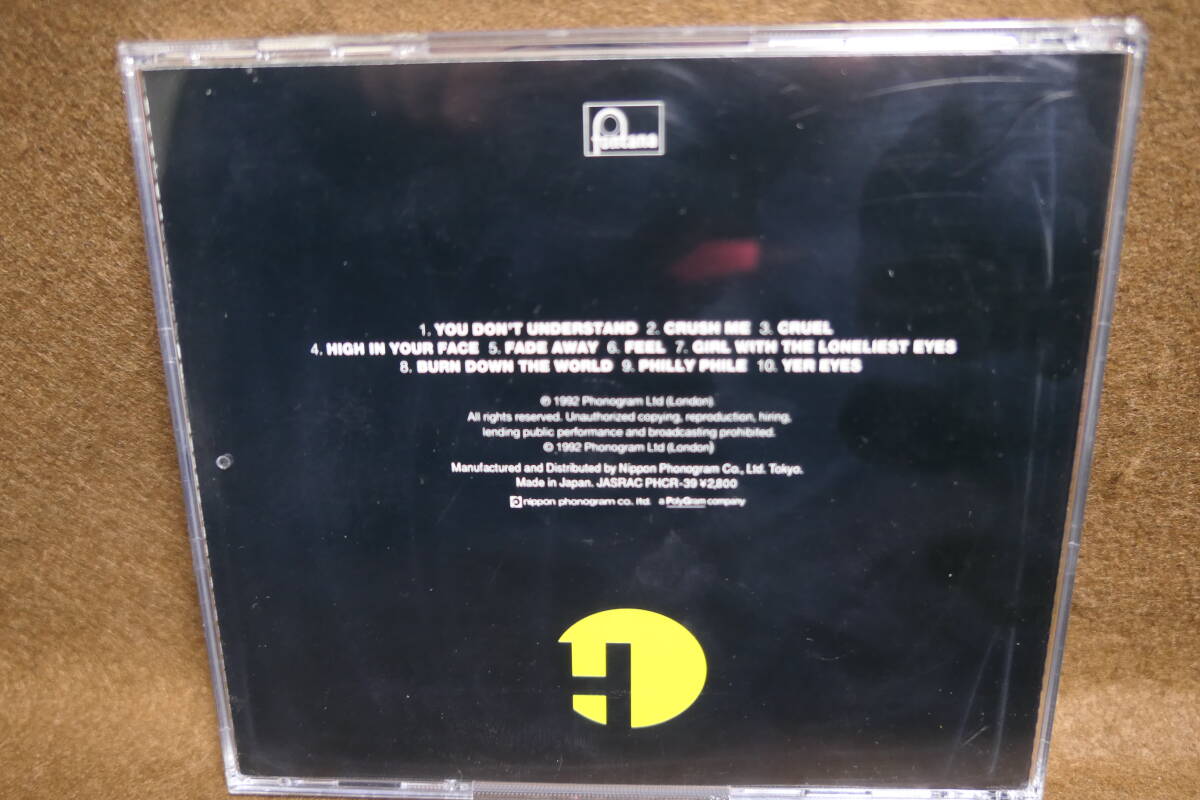 fontana
1. YOU DON'T UNDERSTAND 2. CRUSH ME 3. CRUEL
4. HIGH IN YOUR FACE 5. FADE AWAY 6. FEEL 7. GIRL WITH THE LONELIEST EYES
8. BURN DOWN THE WORLD 9. PHILLY PHILE 10. YER EYES
℗ 1992 Phonogram Ltd (London)
All rights reserved. Unauthorized copying, reproduction, hiring,
lending public performance and broadcasting prohibited.
© 1992 Phonogram Ltd (London)
Manufactured and Distributed by Nippon Phonogram Co., Ltd. Tokyo.
Made in Japan. JASRAC PHCR-39 ¥2,800
nippon phonogram co. ltd. a PolyGram company